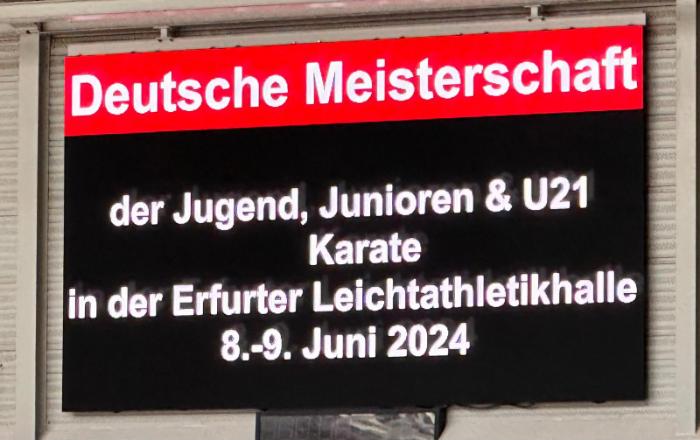 Deutsche Meisterschaft
der Jugend, Junioren & U21
Karate
in der Erfurter Leichtathletikhalle
8.-9. Juni 2024